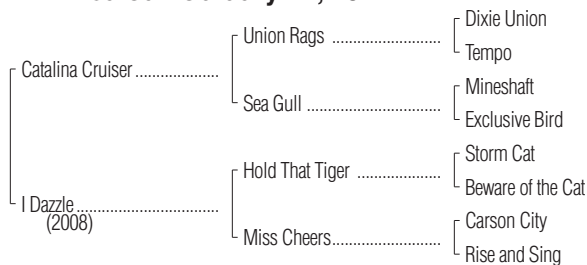 Dixie Union
Union Rags
Tempo
Catalina Cruiser
Mineshaft
Sea Gull
Exclusive Bird
Storm Cat
Hold That Tiger
Beware of the Cat
I Dazzle
(2008)
Carson City
Miss Cheers
Rise and Sing